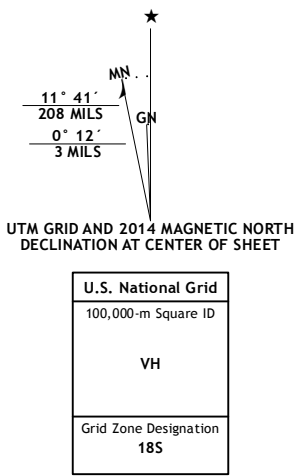 MN
11° 41´
208 MILS
GN
0° 12´
3 MILS
UTM GRID AND 2014 MAGNETIC NORTH
DECLINATION AT CENTER OF SHEET
U.S. National Grid
100,000-m Square ID
VH
Grid Zone Designation
18S